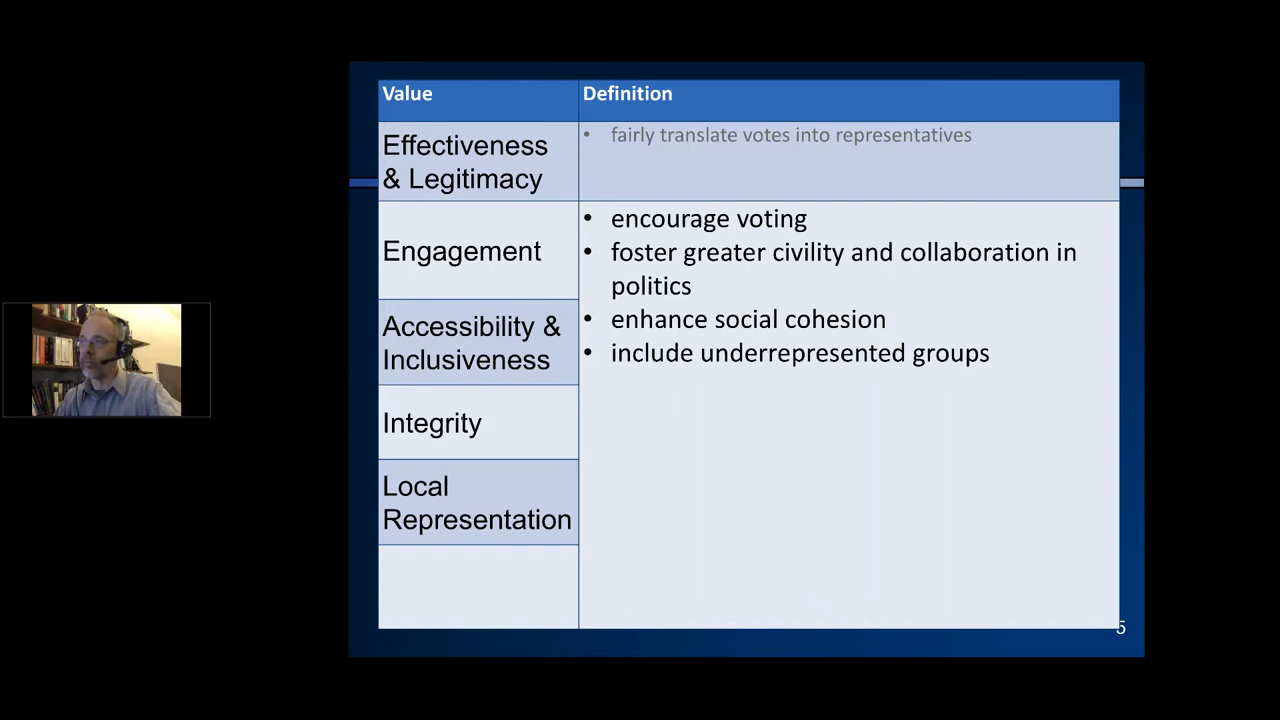 Value Definition
Effectiveness
& Legitimacy
• fairly translate votes into representatives
Engagement
• encourage voting
• foster greater civility and collaboration in
politics
• enhance social cohesion
• include underrepresented groups
Accessibility &
Inclusiveness
Integrity
Local
Representation
5